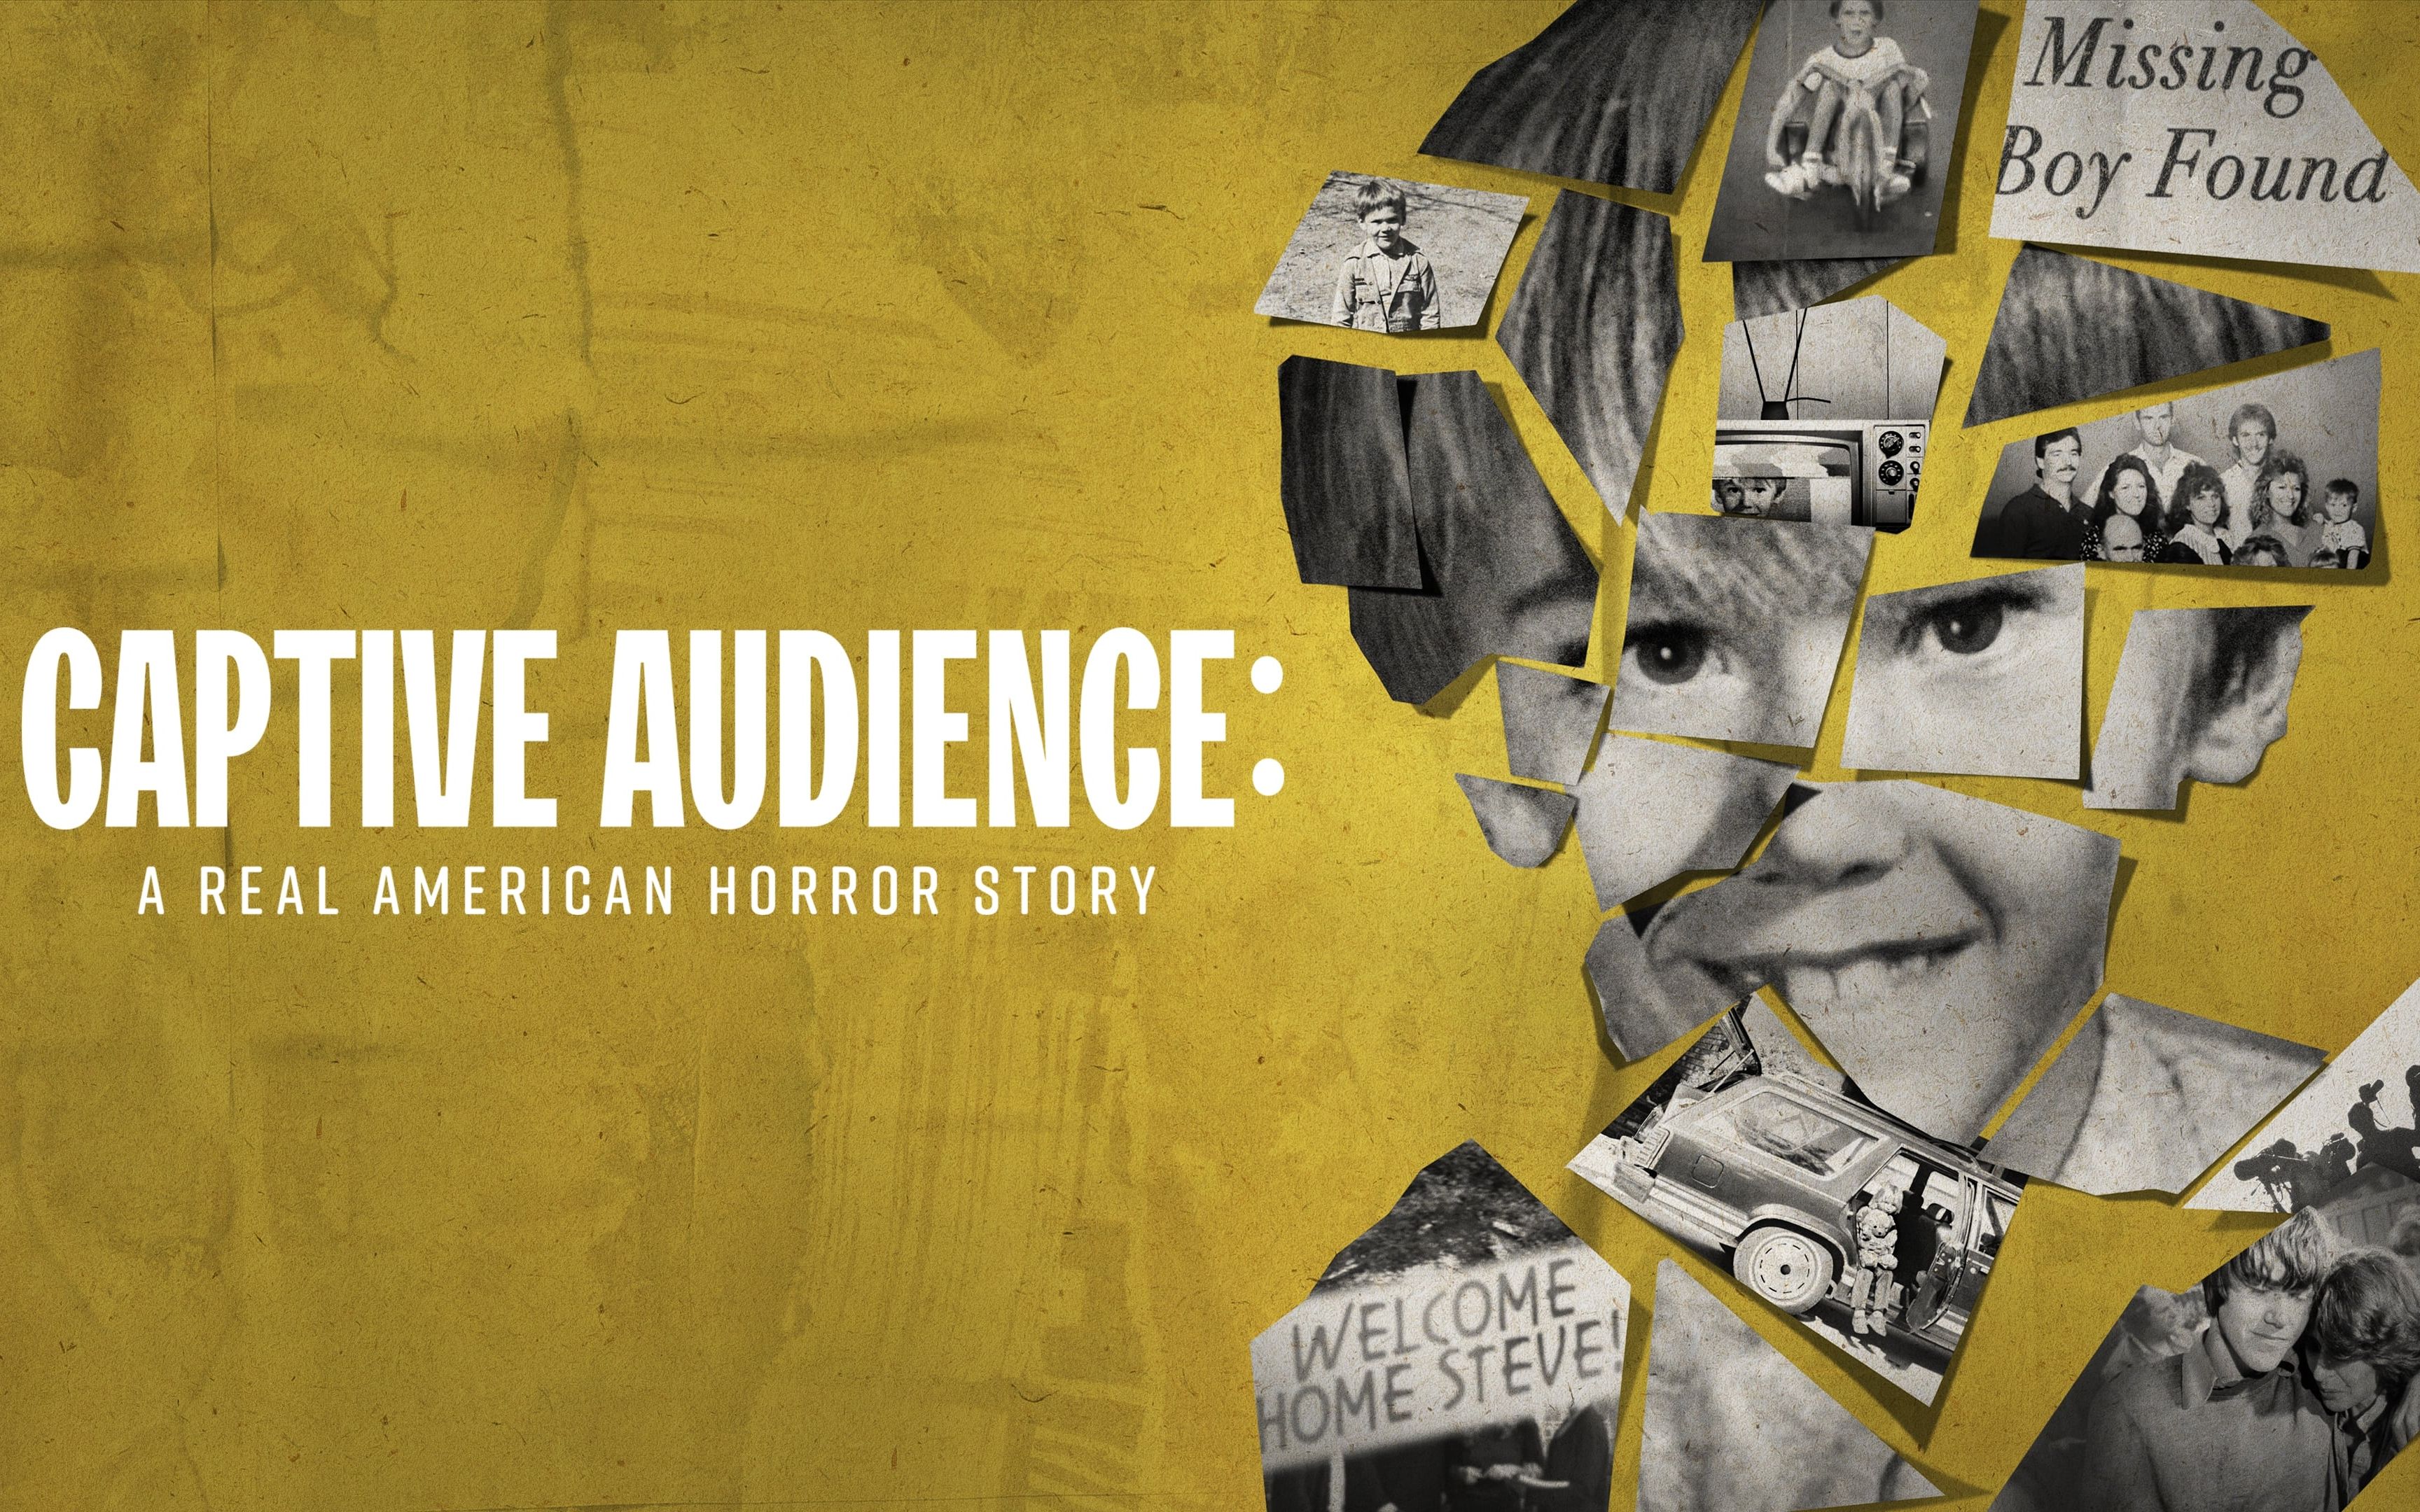 Missing
Boy Found
CAPTIVE AUDIENCE:
A REAL AMERICAN HORROR STORY
WELCOME
HOME STEVE!